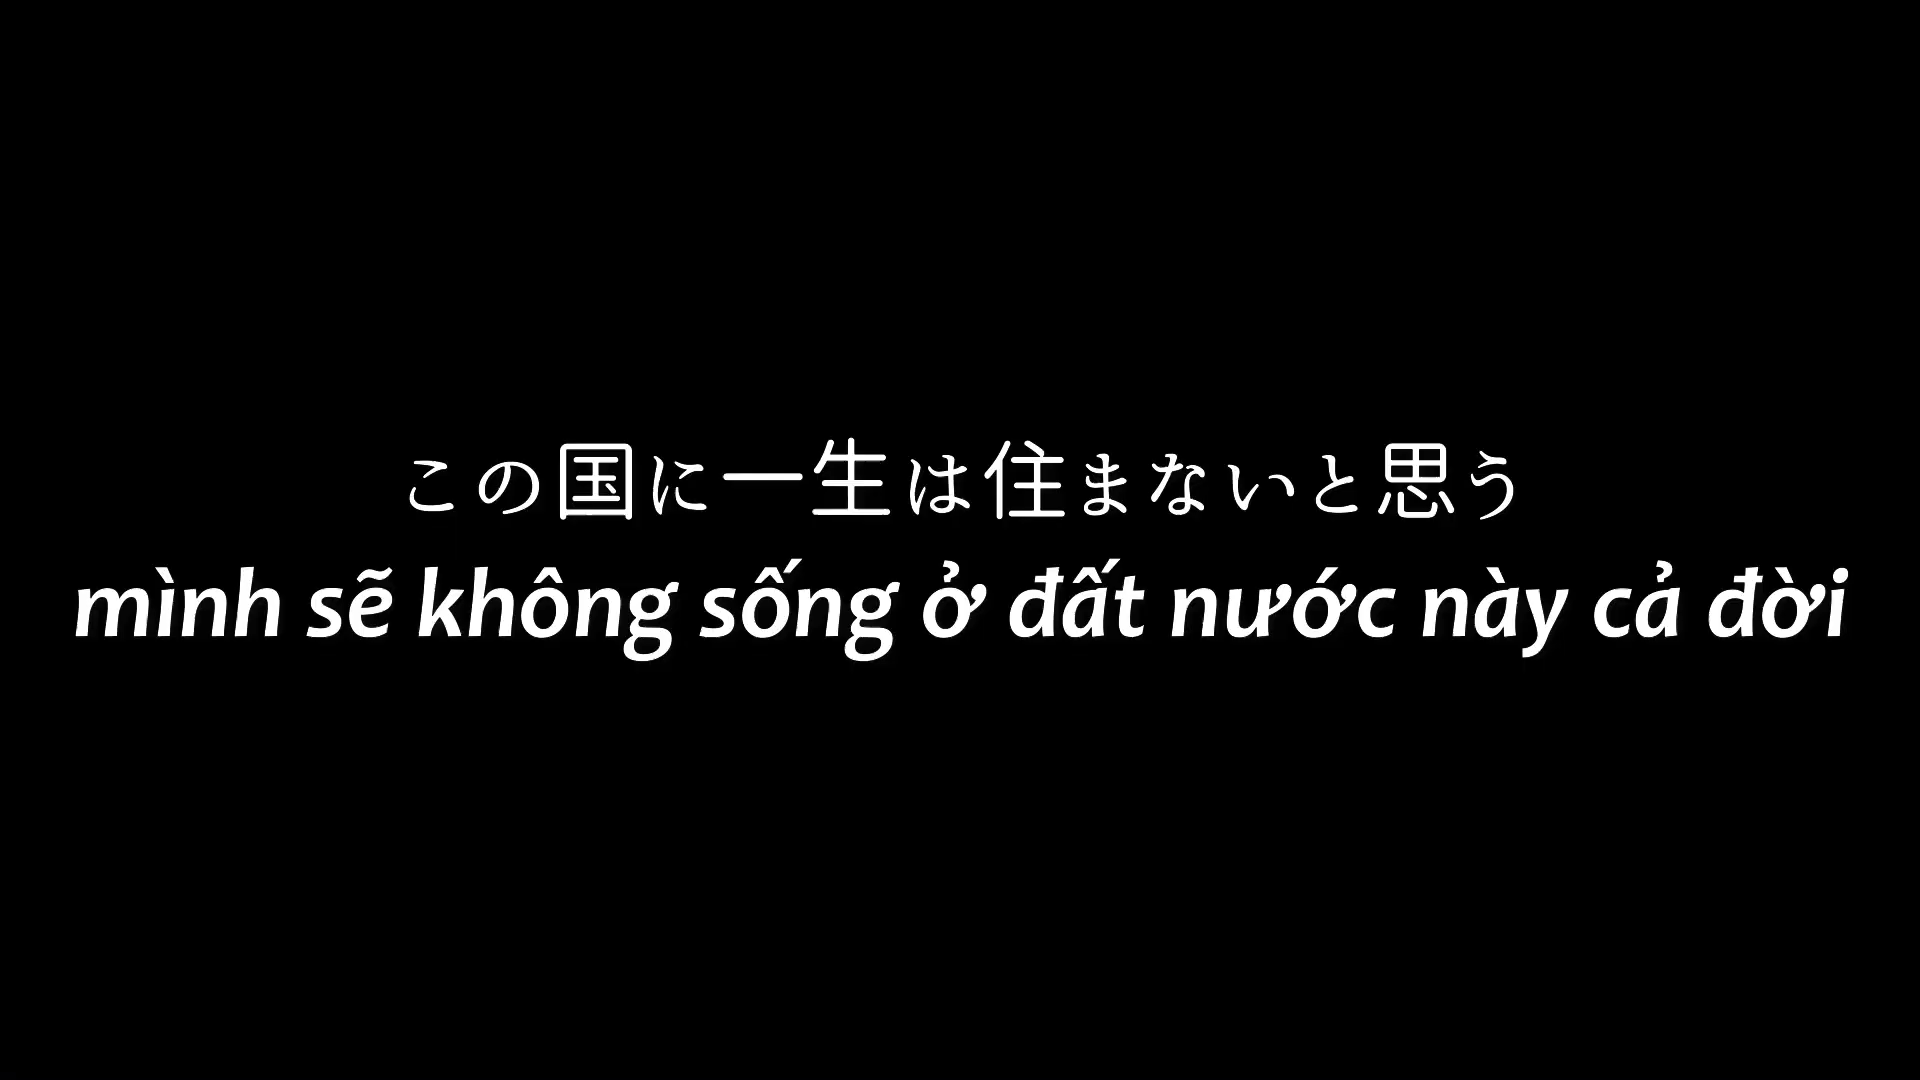 この国に一生は住まないと思う
mình sẽ không sống ở đất nước này cả đời